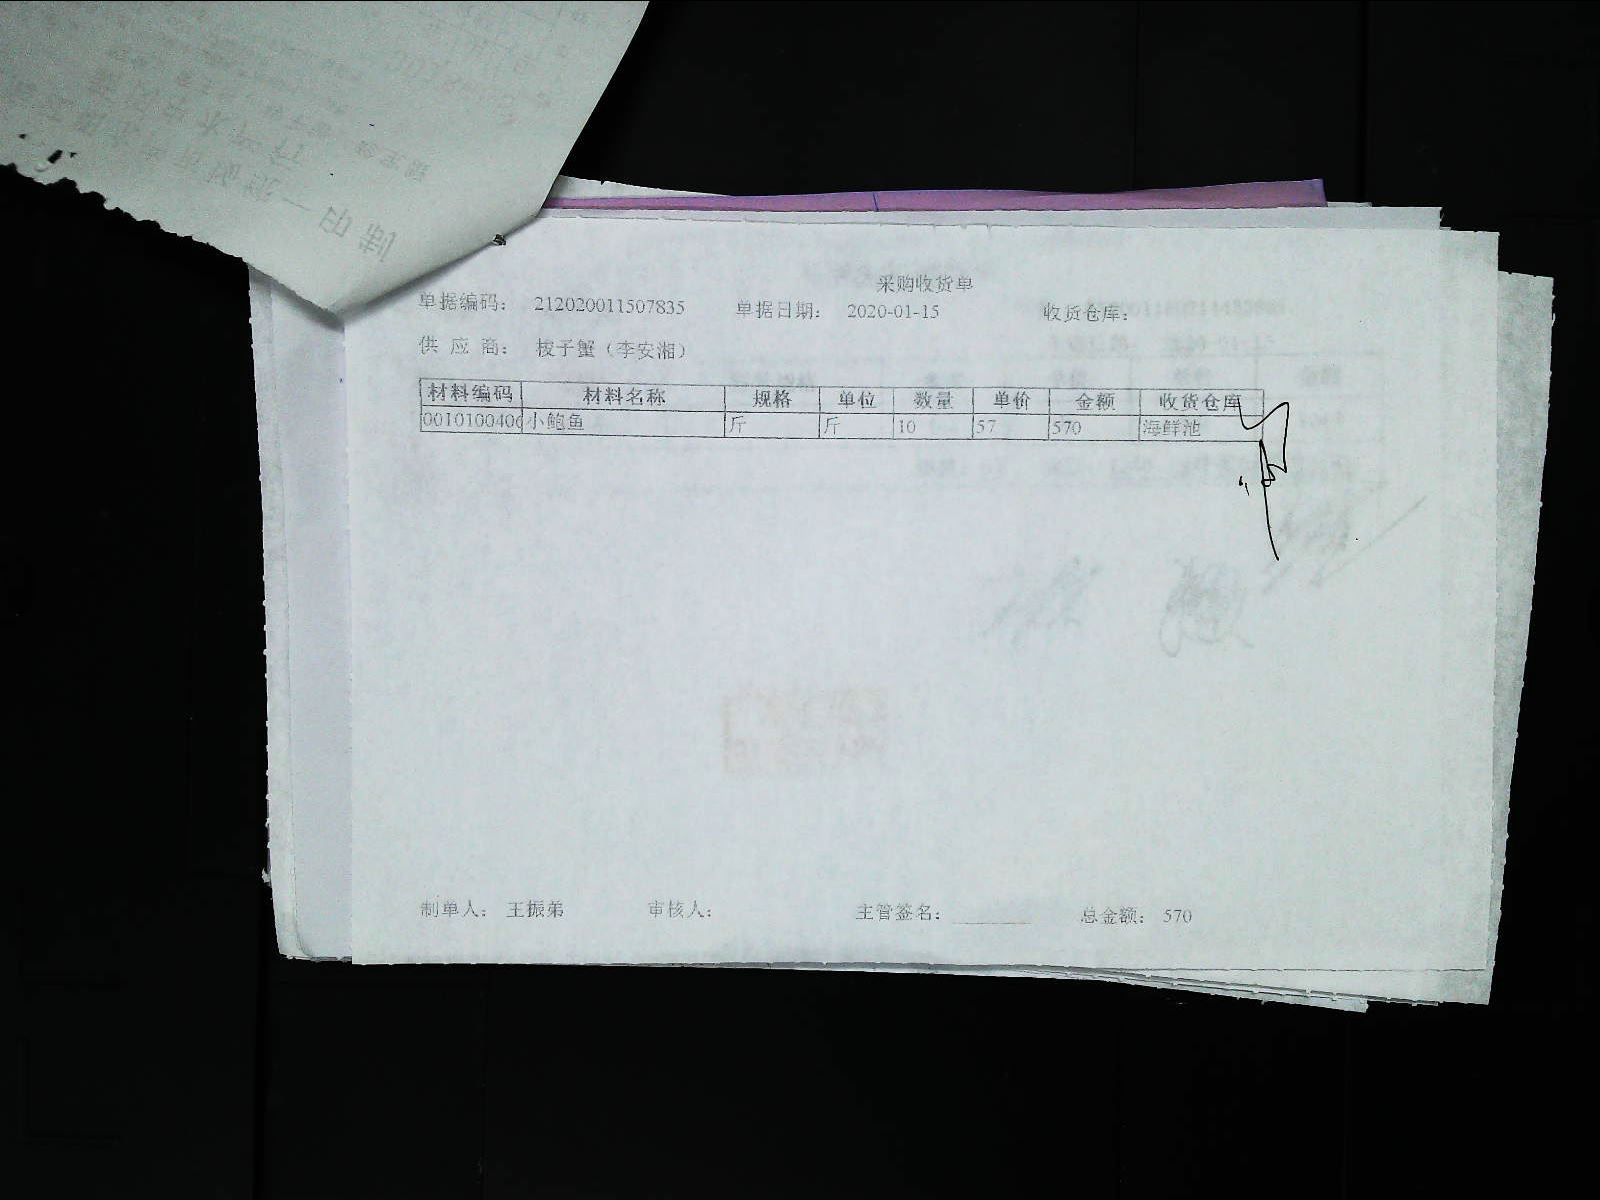 采购收货单
单据编码: 212020011507835 单据日期: 2020-01-15 收货仓库:
供 应 商: 梭子蟹(李安湘)
材料编码 材料名称 规格 单位 数量 单价 金额 收货仓库
0010100400 小鲍鱼 斤 斤 10 57 570 海鲜池
制单人: 王振弟 审核人: 主管签名: 总金额: 570